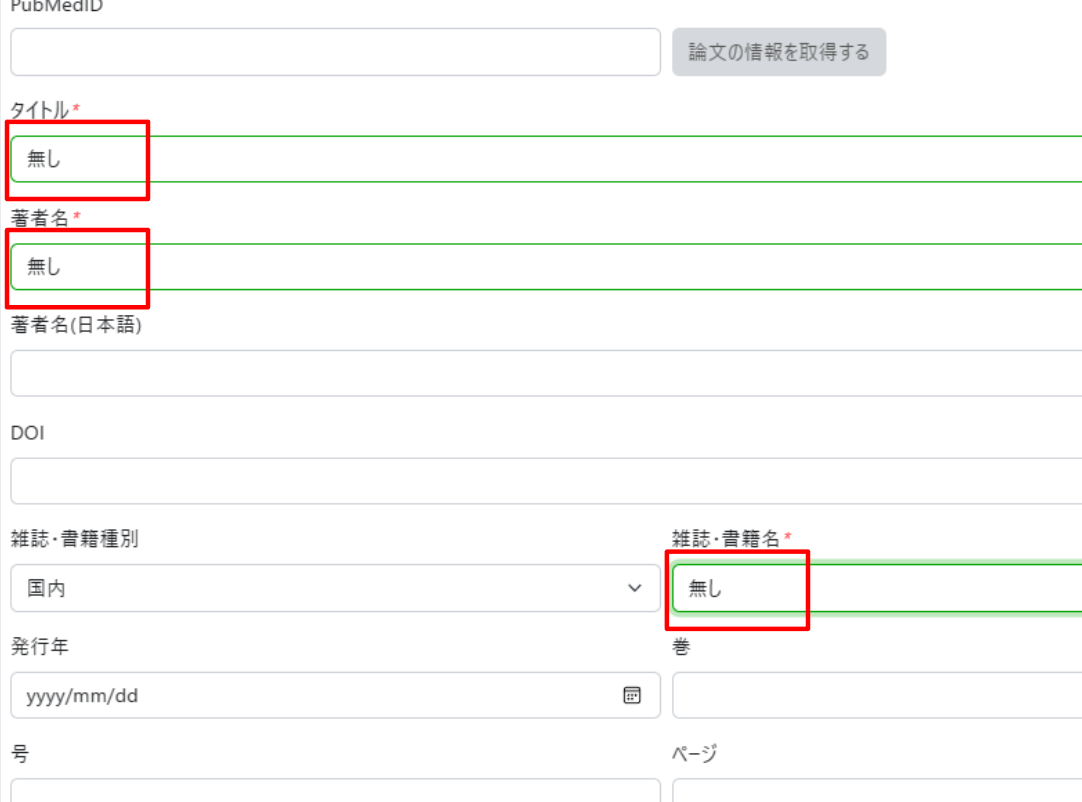 PubMedID
論文の情報を取得する
タイトル*
無し
著者名*
無し
著者名(日本語)
DOI
雑誌・書籍種別 雑誌・書籍名*
国内 無し
発行年 巻
yyyy/mm/dd
号 ページ